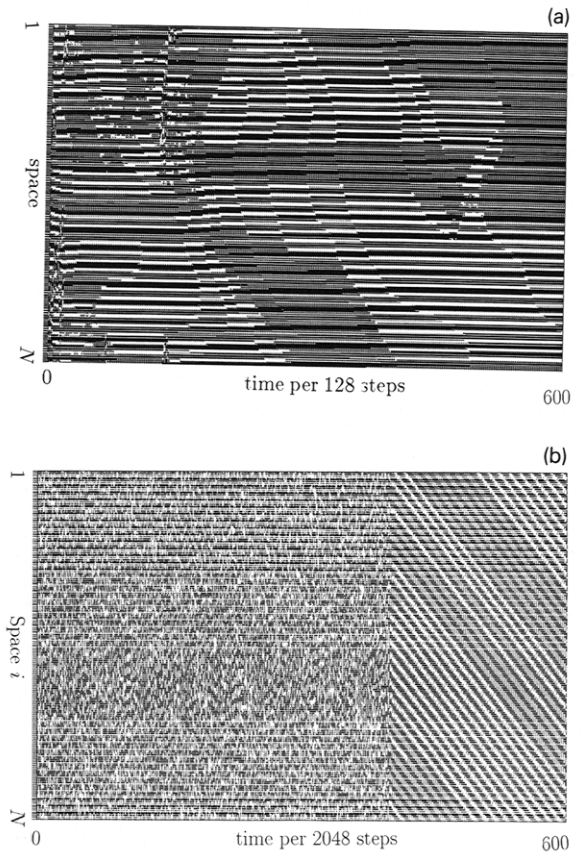 (a)
1
space
N
0
time per 128 steps
600
(b)
1
Space i
N
0
time per 2048 steps
600